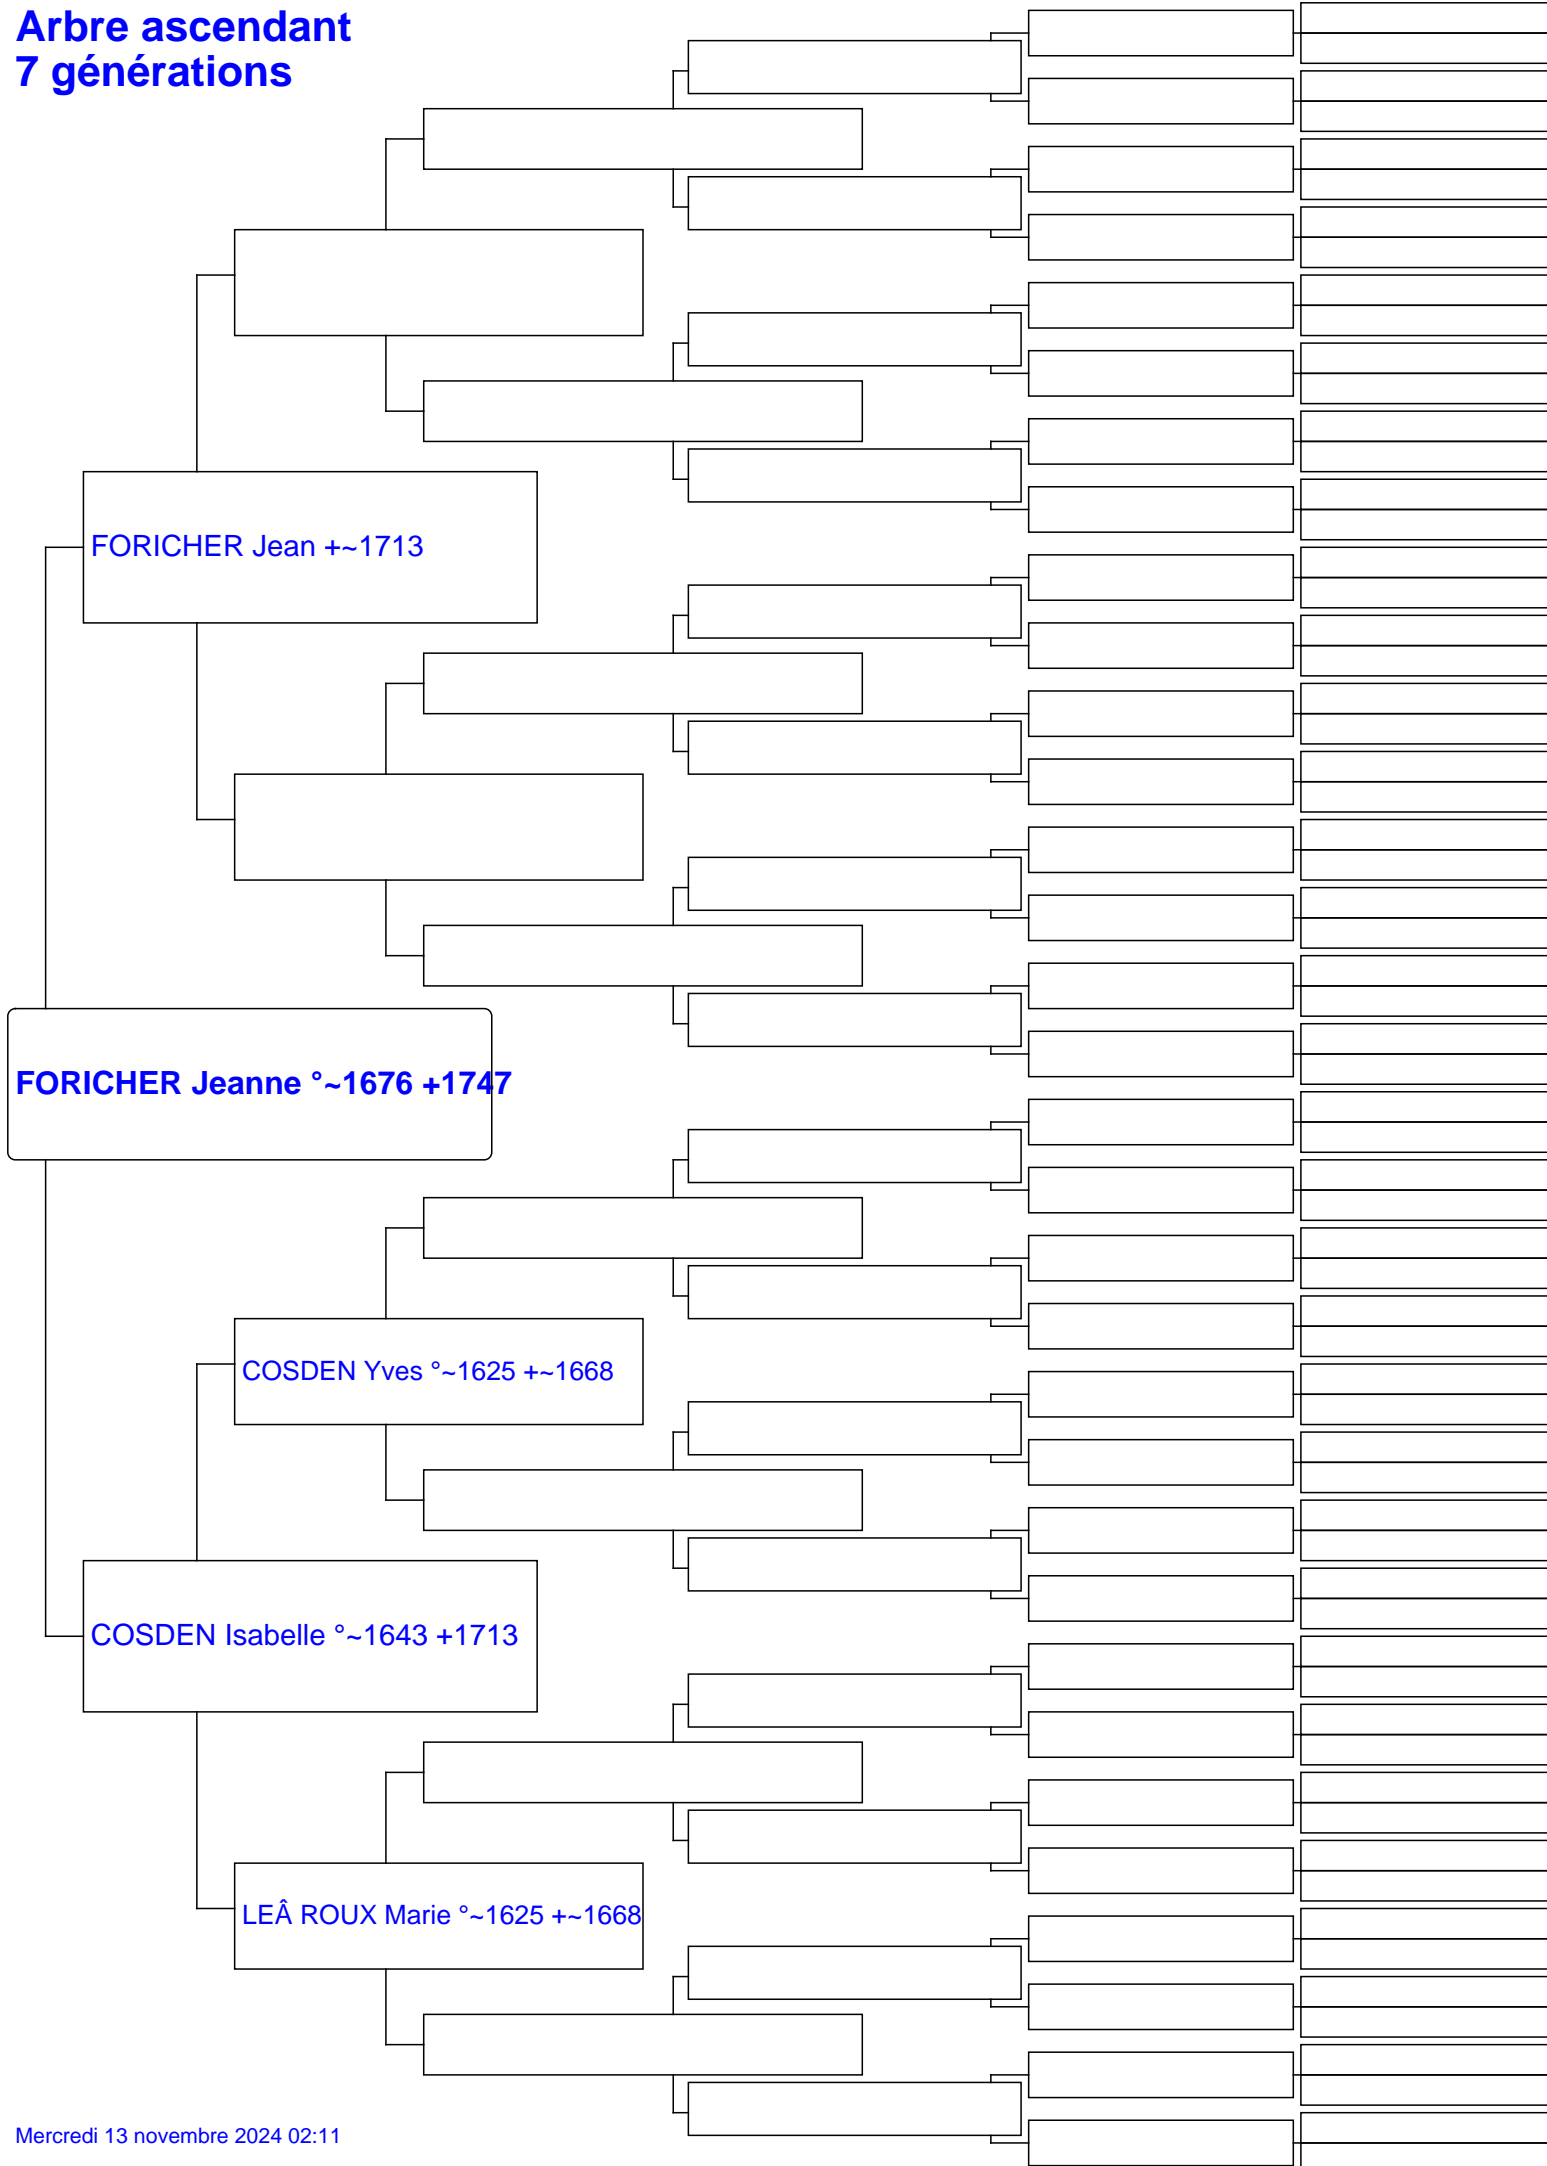 Arbre ascendant
7 générations
FORICHER Jean +~1713
FORICHER Jeanne °~1676 +1747
COSDEN Yves °~1625 +~1668
COSDEN Isabelle °~1643 +1713
LEÂ ROUX Marie °~1625 +~1668
Mercredi 13 novembre 2024 02:11